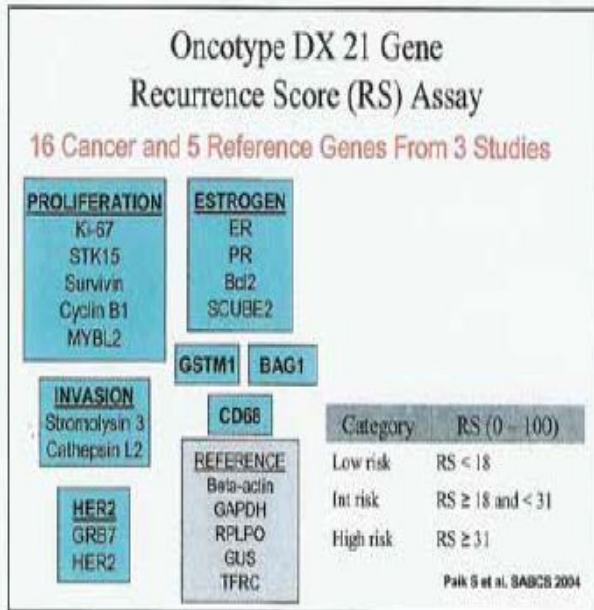 Oncotype DX 21 Gene
Recurrence Score (RS) Assay
16 Cancer and 5 Reference Genes From 3 Studies
PROLIFERATION
Ki-67
STK15
Survivin
Cyclin B1
MYBL2
ESTROGEN
ER
PR
Bcl2
SCUBE2
GSTM1
BAG1
INVASION
Stromolysin 3
Cathepsin L2
CD68
HER2
GRB7
HER2
REFERENCE
Beta-actin
GAPDH
RPLPO
GUS
TFRC
Category RS (0 – 100)
Low risk RS < 18
Int risk RS ≥ 18 and < 31
High risk RS ≥ 31
Paik S et al. SABCS 2004